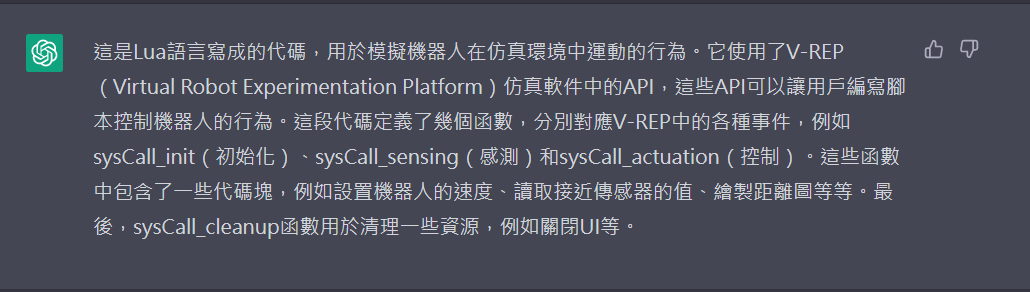 這是Lua語言寫成的代碼，用於模擬機器人在仿真環境中運動的行為。它使用了V-REP
（Virtual Robot Experimentation Platform）仿真軟件中的API，這些API可以讓用戶編寫腳
本控制機器人的行為。這段代碼定義了幾個函數，分別對應V-REP中的各種事件，例如
sysCall_init（初始化）、sysCall_sensing（感測）和sysCall_actuation（控制）。這些函數
中包含了一些代碼塊，例如設置機器人的速度、讀取接近傳感器的值、繪製距離圖等等。最
後，sysCall_cleanup函數用於清理一些資源，例如關閉UI等。